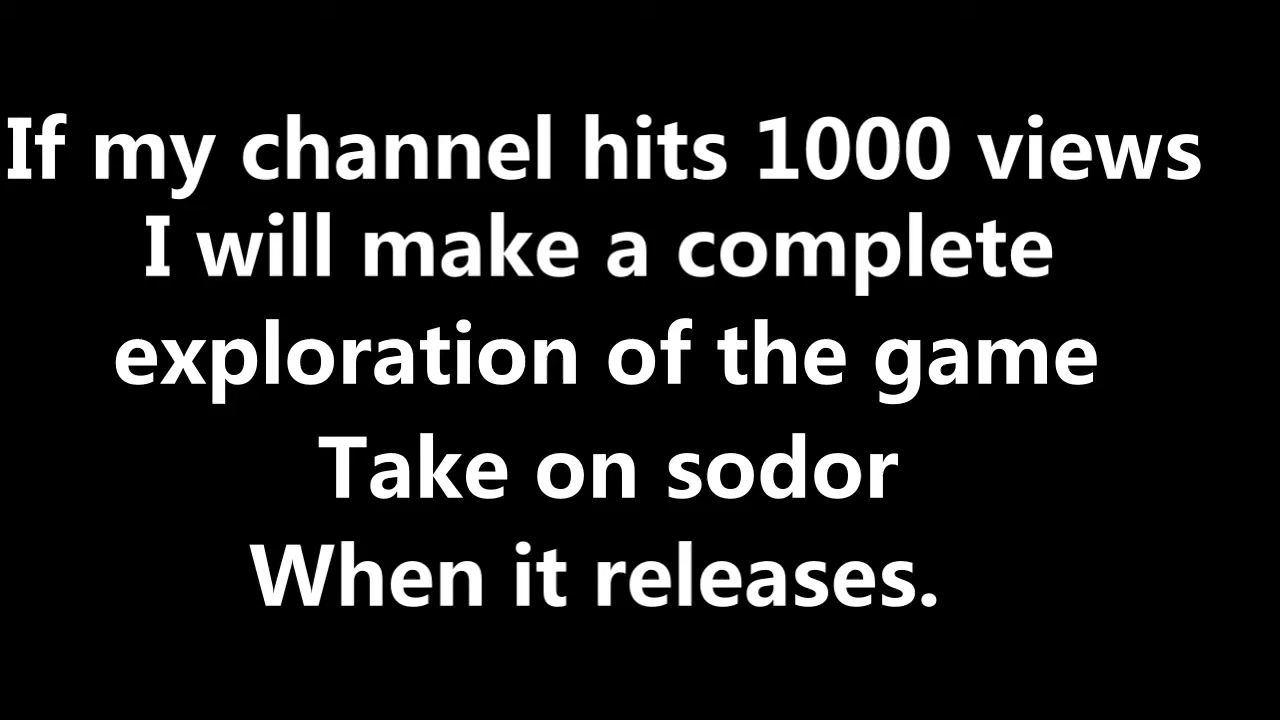 If my channel hits 1000 views
I will make a complete
exploration of the game
Take on sodor
When it releases.